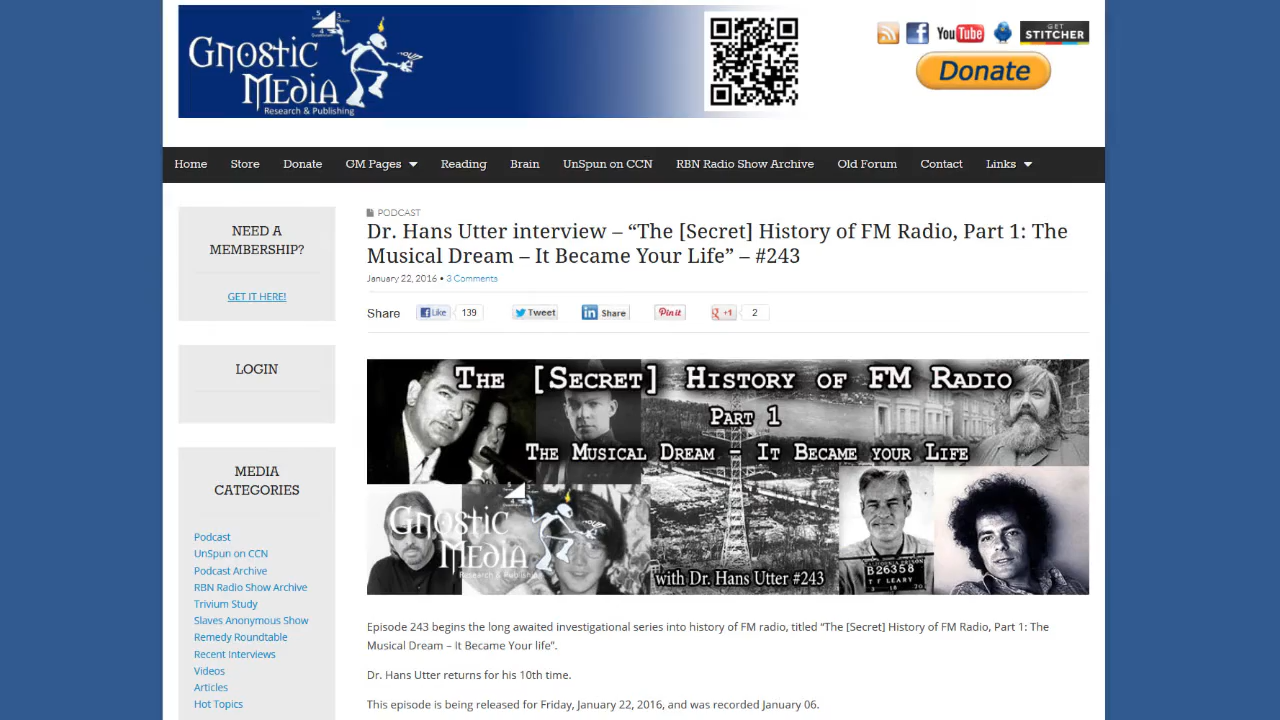 5 3
4
Gnostic
Media
Research & Publishing
You Tube
GET
STITCHER
Donate
Home Store Donate GM Pages Reading Brain UnSpun on CCN RBN Radio Show Archive Old Forum Contact Links
NEED A
MEMBERSHIP?
GET IT HERE!
LOGIN
MEDIA
CATEGORIES
Podcast
UnSpun on CCN
Podcast Archive
RBN Radio Show Archive
Trivium Study
Slaves Anonymous Show
Remedy Roundtable
Recent Interviews
Videos
Articles
Hot Topics
PODCAST
Dr. Hans Utter interview – “The [Secret] History of FM Radio, Part 1: The
Musical Dream – It Became Your Life” – #243
January 22, 2016 • 3 Comments
Share Like 139 Tweet Share Pin it +1 2
The [Secret] History of FM Radio
Part 1
The Musical Dream – It Became your Life
Gnostic
Media
Research & Publishing
with Dr. Hans Utter #243
B26358
T F LEARY
Episode 243 begins the long awaited investigational series into history of FM radio, titled “The [Secret] History of FM Radio, Part 1: The
Musical Dream – It Became Your life”.
Dr. Hans Utter returns for his 10th time.
This episode is being released for Friday, January 22, 2016, and was recorded January 06.